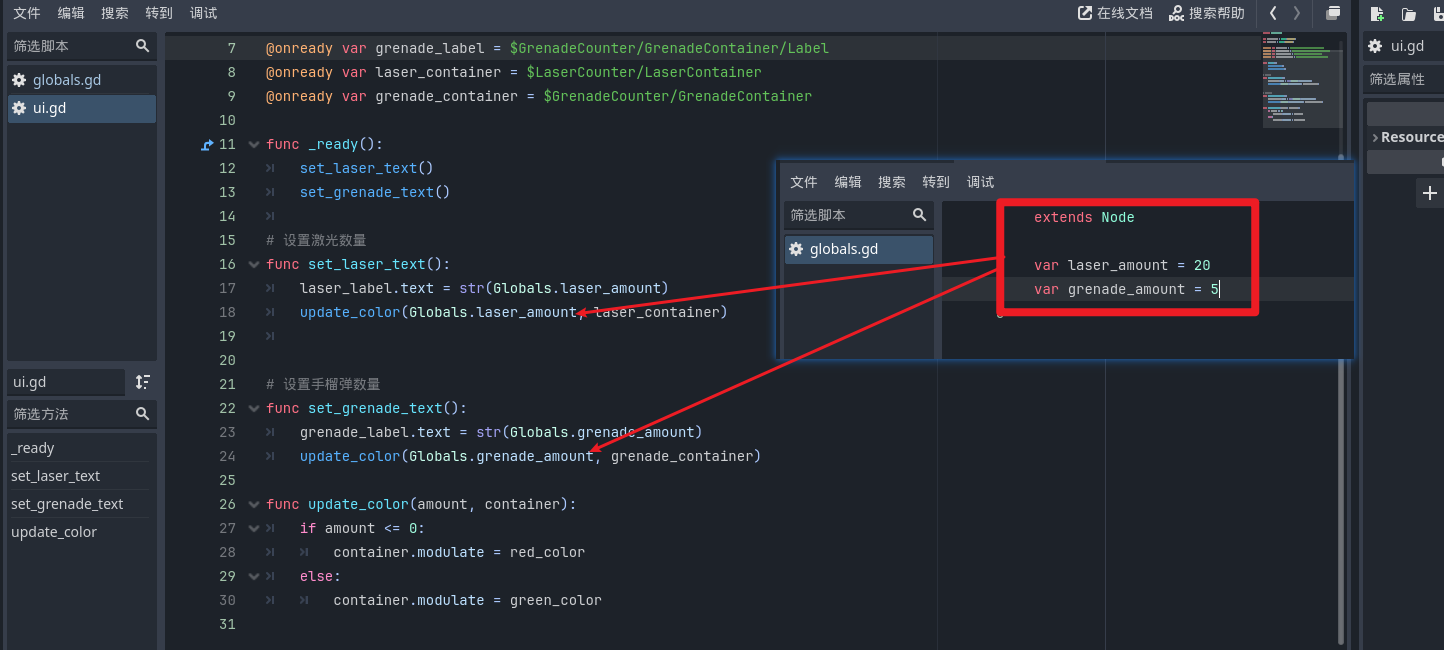 文件 编辑 搜索 转到 调试 在线文档 搜索帮助
筛选脚本
globals.gd
ui.gd
7 @onready var grenade_label = $GrenadeCounter/GrenadeContainer/Label
8 @onready var laser_container = $LaserCounter/LaserContainer
9 @onready var grenade_container = $GrenadeCounter/GrenadeContainer
10
11 func _ready():
12 set_laser_text()
13 set_grenade_text()
14
15 # 设置激光数量
16 func set_laser_text():
17 laser_label.text = str(Globals.laser_amount)
18 update_color(Globals.laser_amount, laser_container)
19
20
21 # 设置手榴弹数量
22 func set_grenade_text():
23 grenade_label.text = str(Globals.grenade_amount)
24 update_color(Globals.grenade_amount, grenade_container)
25
26 func update_color(amount, container):
27 if amount <= 0:
28 container.modulate = red_color
29 else:
30 container.modulate = green_color
31
ui.gd
筛选方法
_ready
set_laser_text
set_grenade_text
update_color
文件 编辑 搜索 转到 调试
筛选脚本
globals.gd
extends Node
var laser_amount = 20
var grenade_amount = 5
ui.gd
筛选属性
Resource